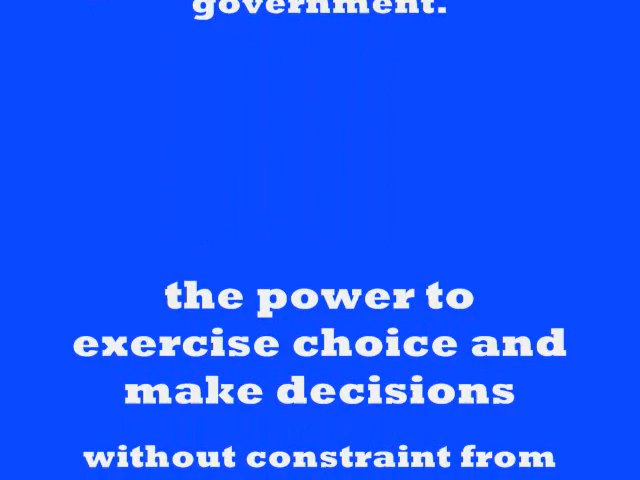 government.
the power to
exercise choice and
make decisions
without constraint from